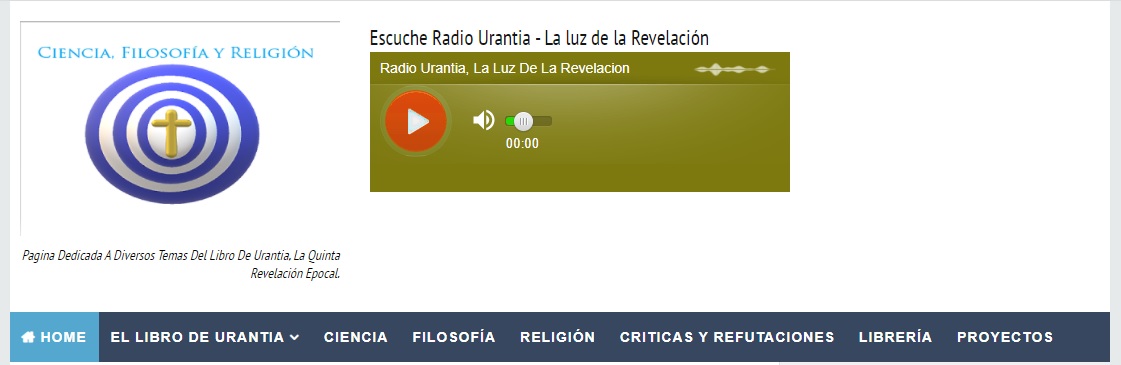 CIENCIA, FILOSOFÍA Y RELIGIÓN
Pagina Dedicada A Diversos Temas Del Libro De Urantia, La Quinta
Revelación Epocal.
Escuche Radio Urantia - La luz de la Revelación
Radio Urantia, La Luz De La Revelacion
00:00
HOME EL LIBRO DE URANTIA CIENCIA FILOSOFÍA RELIGIÓN CRITICAS Y REFUTACIONES LIBRERÍA PROYECTOS